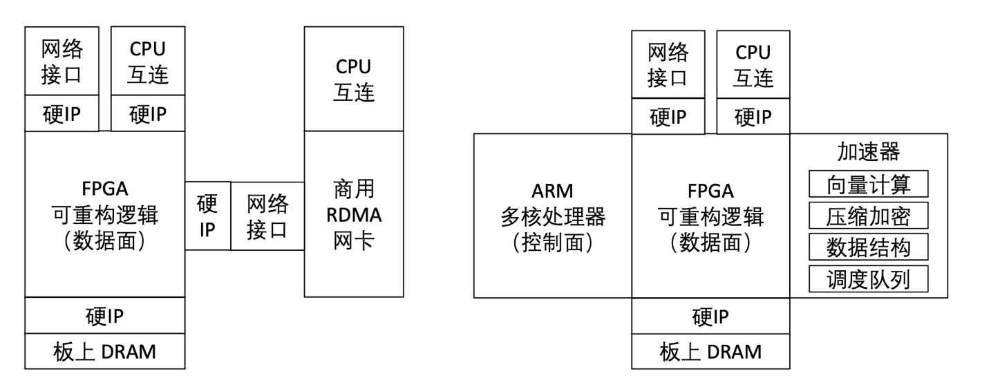 网络
接口
CPU
互连
硬IP
硬IP
FPGA
可重构逻辑
（数据面）
硬
IP
网络
接口
CPU
互连
商用
RDMA
网卡
硬IP
板上 DRAM
网络
接口
CPU
互连
硬IP
硬IP
ARM
多核处理器
（控制面）
FPGA
可重构逻辑
（数据面）
加速器
向量计算
压缩加密
数据结构
调度队列
硬IP
板上 DRAM